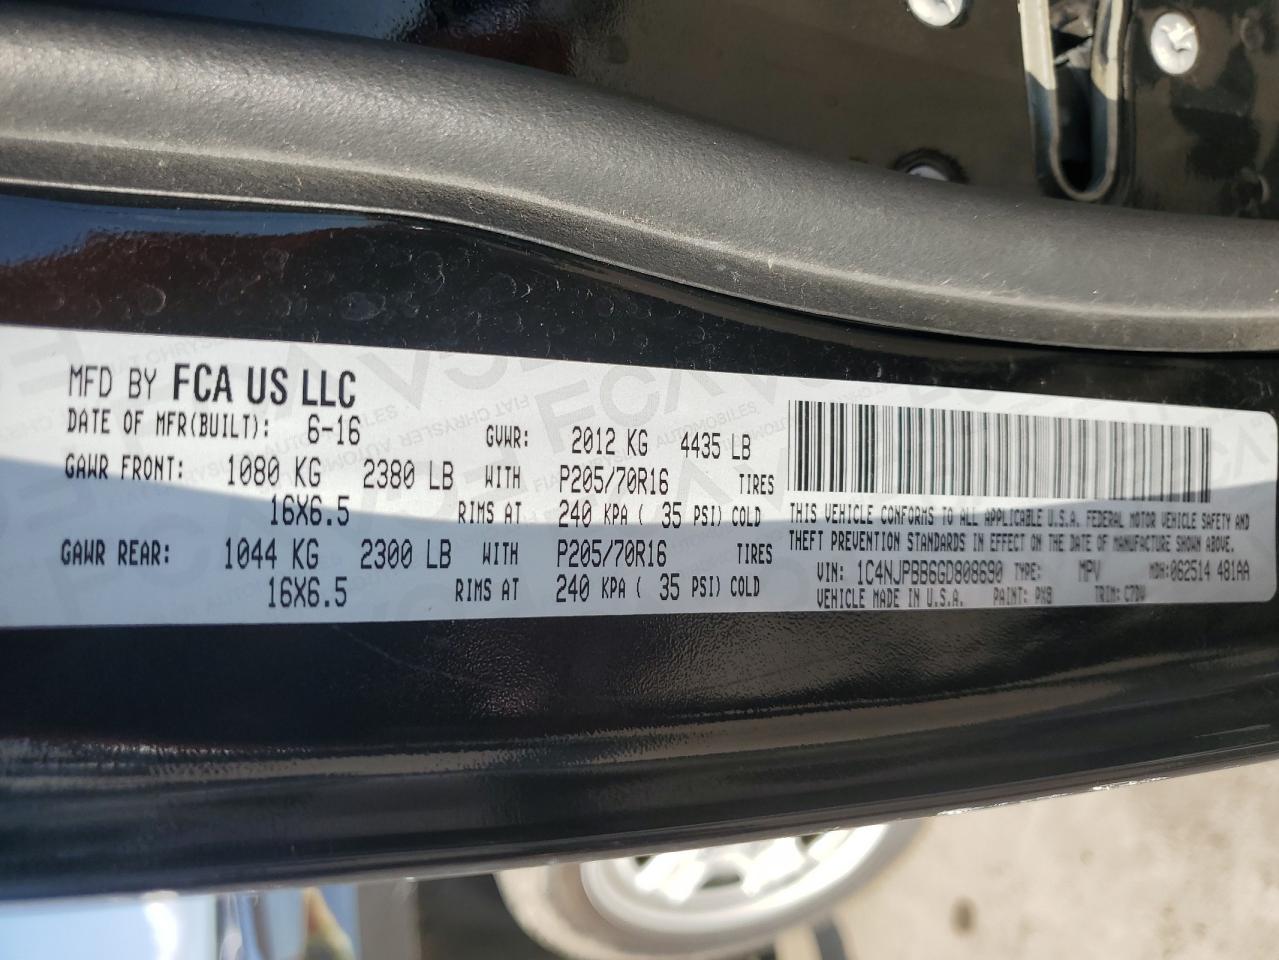 MFD BY FCA US LLC
DATE OF MFR(BUILT): 6-16 GVWR: 2012 KG 4435 LB
GAWR FRONT: 1080 KG 2380 LB WITH P205/70R16 TIRES
16X6.5 RIMS AT 240 KPA ( 35 PSI) COLD
GAWR REAR: 1044 KG 2300 LB WITH P205/70R16 TIRES
16X6.5 RIMS AT 240 KPA ( 35 PSI) COLD
THIS VEHICLE CONFORMS TO ALL APPLICABLE U.S.A. FEDERAL MOTOR VEHICLE SAFETY AND
THEFT PREVENTION STANDARDS IN EFFECT ON THE DATE OF MANUFACTURE SHOWN ABOVE.
VIN: 1C4NJPBB6GD808690 TYPE: MPV MDH: 062514 481AA
VEHICLE MADE IN U.S.A. PAINT: PX8 TRIM: C7DV